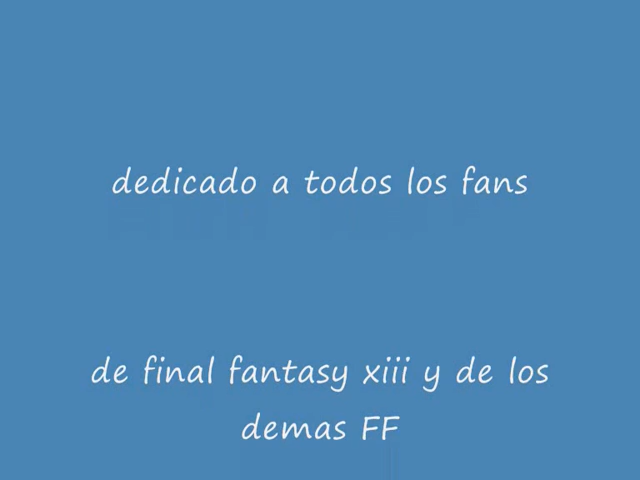 dedicado a todos los fans
de final fantasy xiii y de los
demas FF